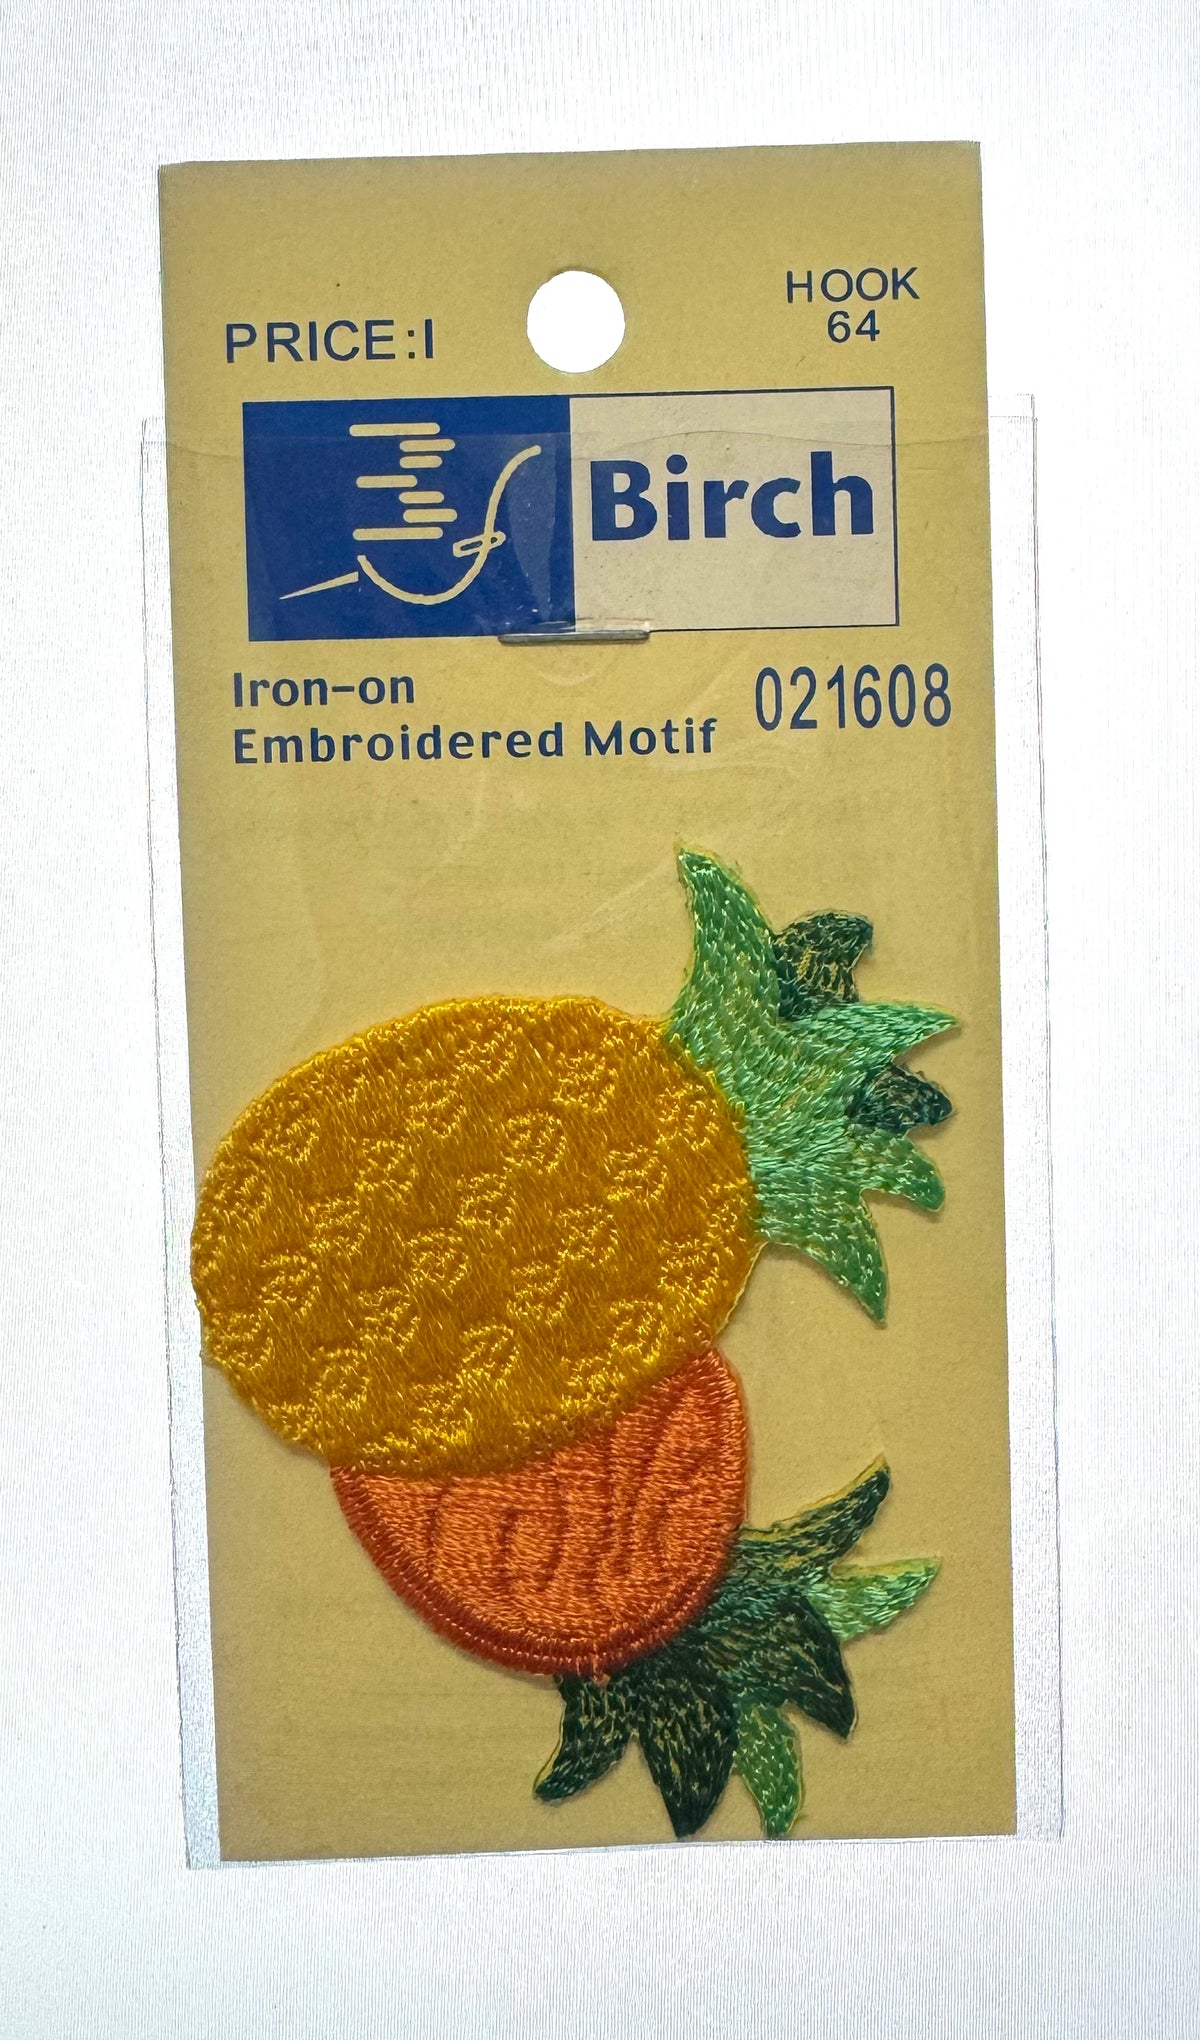 HOOK
64
PRICE:I
Birch
Iron-on
Embroidered Motif
021608